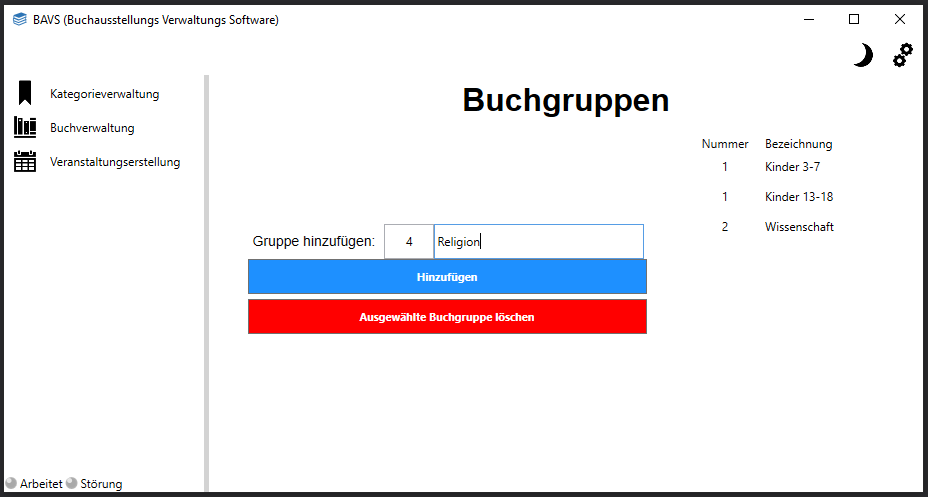 BAVS (Buchausstellungs Verwaltungs Software)
Kategorieverwaltung
Buchverwaltung
Veranstaltungserstellung
Buchgruppen
Nummer Bezeichnung
1 Kinder 3-7
1 Kinder 13-18
2 Wissenschaft
Gruppe hinzufügen: 4 Religion
Hinzufügen
Ausgewählte Buchgruppe löschen
Arbeitet Störung